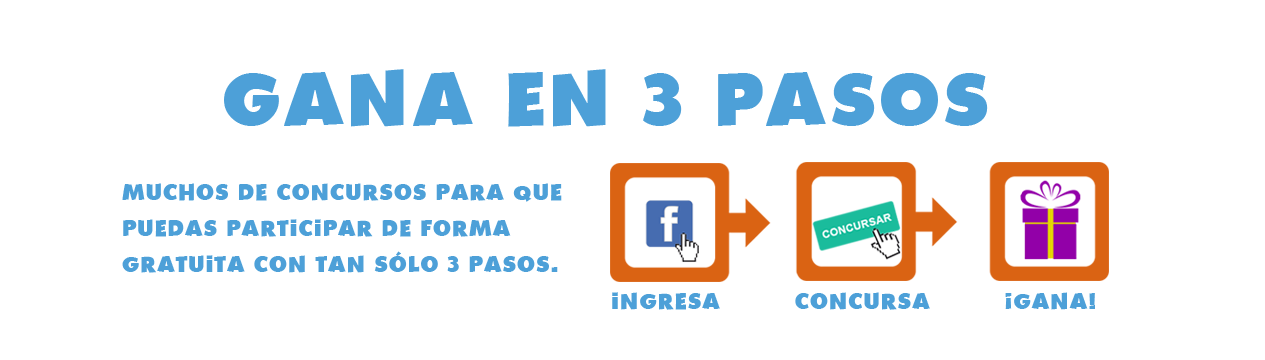 GANA EN 3 PASOS
MUCHOS DE CONCURSOS PARA QUE
PUEDAS PARTiCiPAR DE FORMA
GRATUiTA CON TAN SÓLO 3 PASOS.
f
CONCURSAR
iNGRESA
CONCURSA
¡GANA!